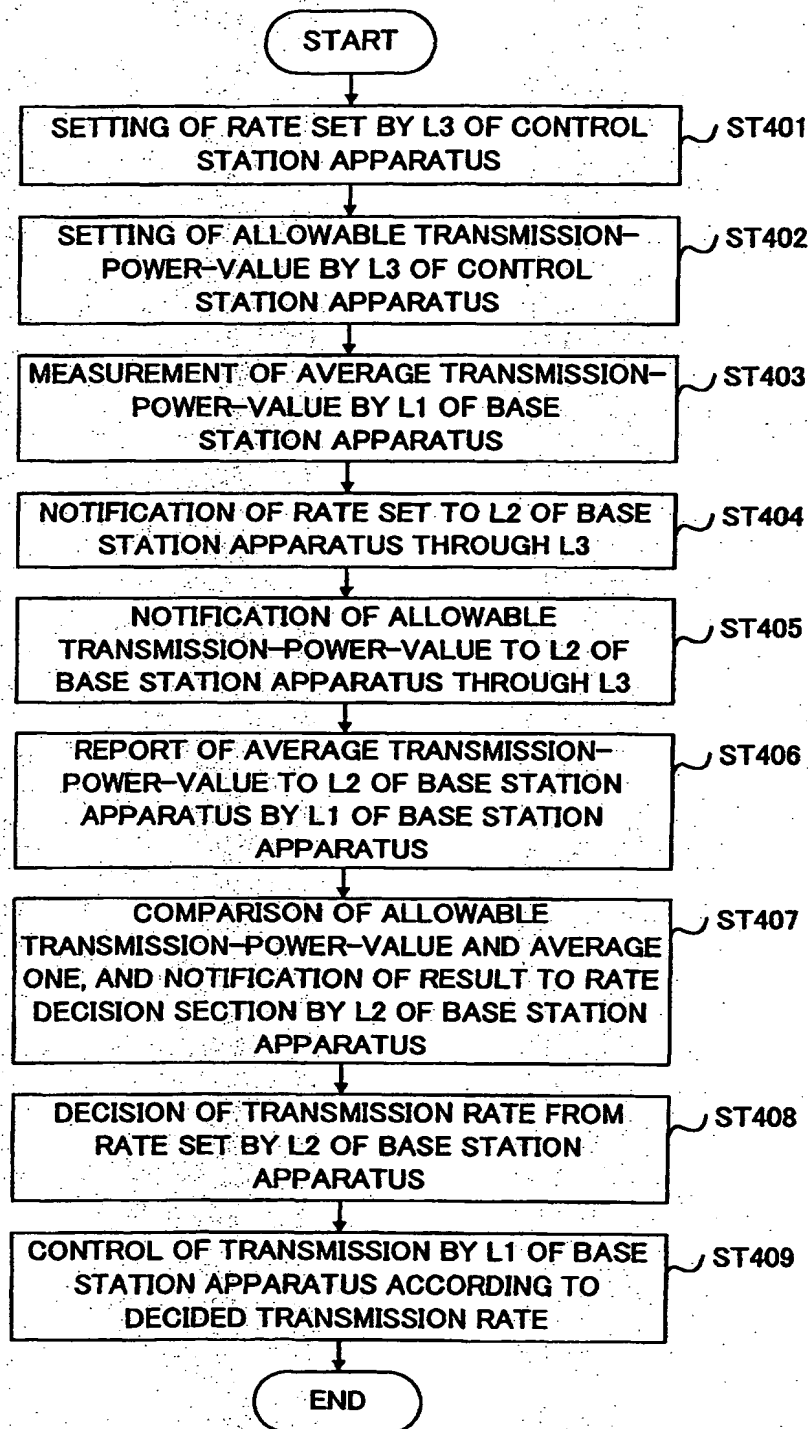 START
SETTING OF RATE SET BY L3 OF CONTROL
STATION APPARATUS
ST401
SETTING OF ALLOWABLE TRANSMISSION-
POWER-VALUE BY L3 OF CONTROL
STATION APPARATUS
ST402
MEASUREMENT OF AVERAGE TRANSMISSION-
POWER-VALUE BY L1 OF BASE
STATION APPARATUS
ST403
NOTIFICATION OF RATE SET TO L2 OF BASE
STATION APPARATUS THROUGH L3
ST404
NOTIFICATION OF ALLOWABLE
TRANSMISSION-POWER-VALUE TO L2 OF
BASE STATION APPARATUS THROUGH L3
ST405
REPORT OF AVERAGE TRANSMISSION-
POWER-VALUE TO L2 OF BASE STATION
APPARATUS BY L1 OF BASE STATION
APPARATUS
ST406
COMPARISON OF ALLOWABLE
TRANSMISSION-POWER-VALUE AND AVERAGE
ONE, AND NOTIFICATION OF RESULT TO RATE
DECISION SECTION BY L2 OF BASE STATION
APPARATUS
ST407
DECISION OF TRANSMISSION RATE FROM
RATE SET BY L2 OF BASE STATION
APPARATUS
ST408
CONTROL OF TRANSMISSION BY L1 OF BASE
STATION APPARATUS ACCORDING TO
DECIDED TRANSMISSION RATE
ST409
END